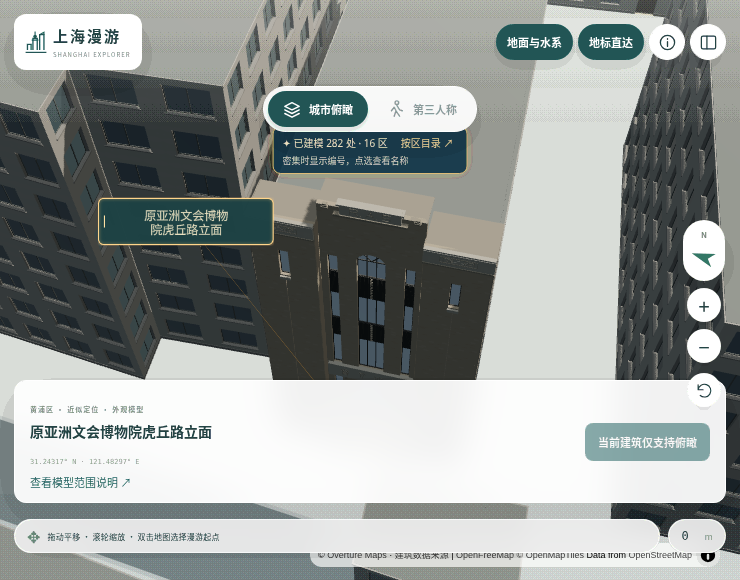 上海漫游
SHANGHAI EXPLORER
地面与水系
地标直达
城市俯瞰
第三人称
✦ 已建模 282 处 · 16 区 按区目录 ↗
密集时显示编号，点选查看名称
原亚洲文会博物
院虎丘路立面
N
+
−
黄浦区 · 近似定位 · 外观模型
原亚洲文会博物院虎丘路立面
31.24317° N · 121.48297° E
查看模型范围说明 ↗
当前建筑仅支持俯瞰
拖动平移 · 滚轮缩放 · 双击地图选择漫游起点
0 m
© Overture Maps · 建筑数据来源 | OpenFreeMap © OpenMapTiles Data from OpenStreetMap